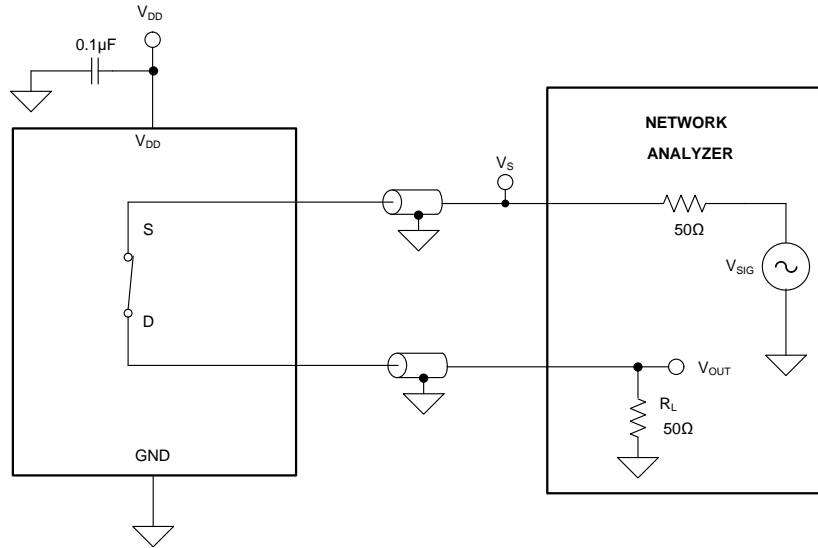 V_DD
0.1µF
V_DD
NETWORK
ANALYZER
V_S
S
50Ω
V_SIG
D
V_OUT
R_L
50Ω
GND